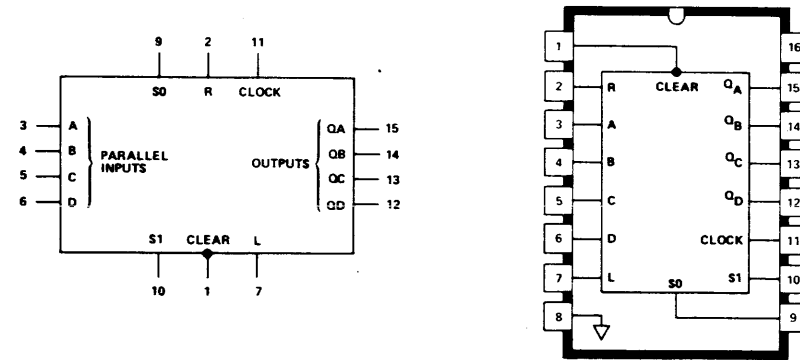 9 2 11
S0 R CLOCK
3 A
4 B
5 C
6 D
PARALLEL
INPUTS
OUTPUTS
QA 15
QB 14
QC 13
QD 12
S1 CLEAR L
10 1 7
1 16
2 R CLEAR QA 15
3 A QB 14
4 B QC 13
5 C QD 12
6 D CLOCK 11
7 L S0 S1 10
8 9